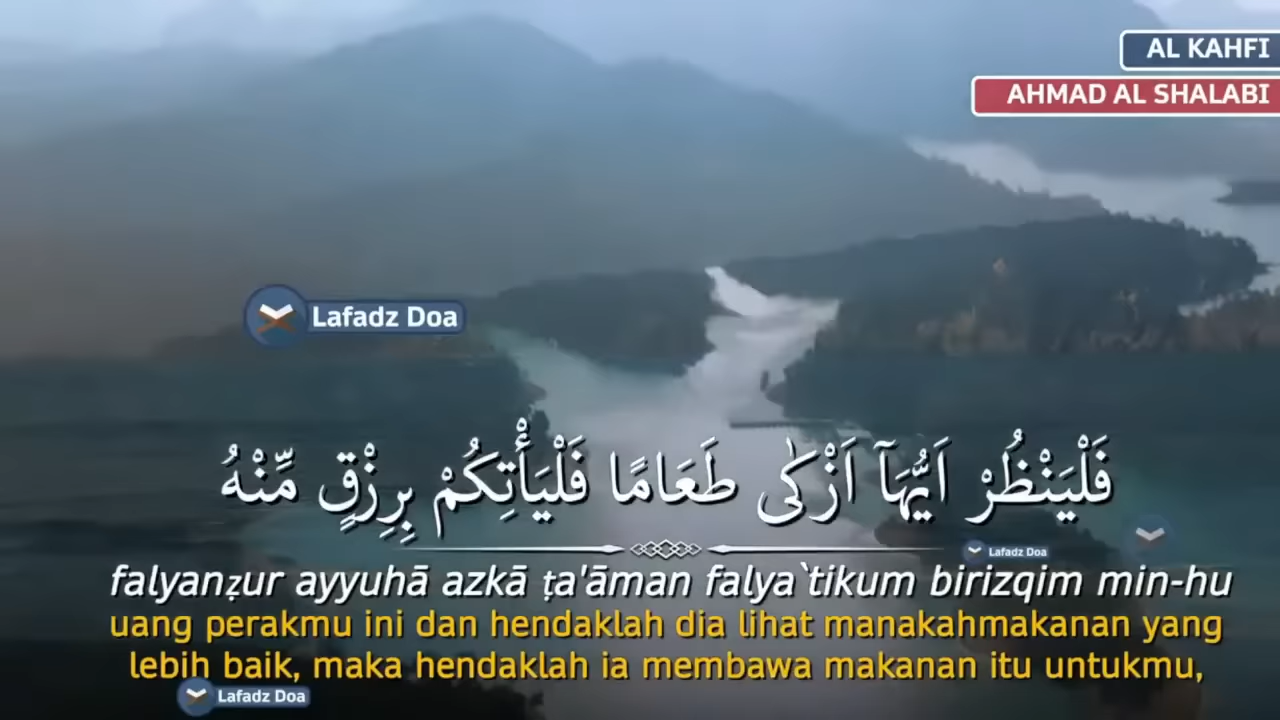 AL KAHFI
AHMAD AL SHALABI
Lafadz Doa
فَلْيَنْظُرْ اَيُّهَآ اَزْكٰى طَعَامًا فَلْيَأْتِكُمْ بِرِزْقٍ مِّنْهُ
Lafadz Doa
falyanẓur ayyuhā azkā ṭa'āman falya`tikum birizqim min-hu
uang perakmu ini dan hendaklah dia lihat manakahmakanan yang
lebih baik, maka hendaklah ia membawa makanan itu untukmu,
Lafadz Doa